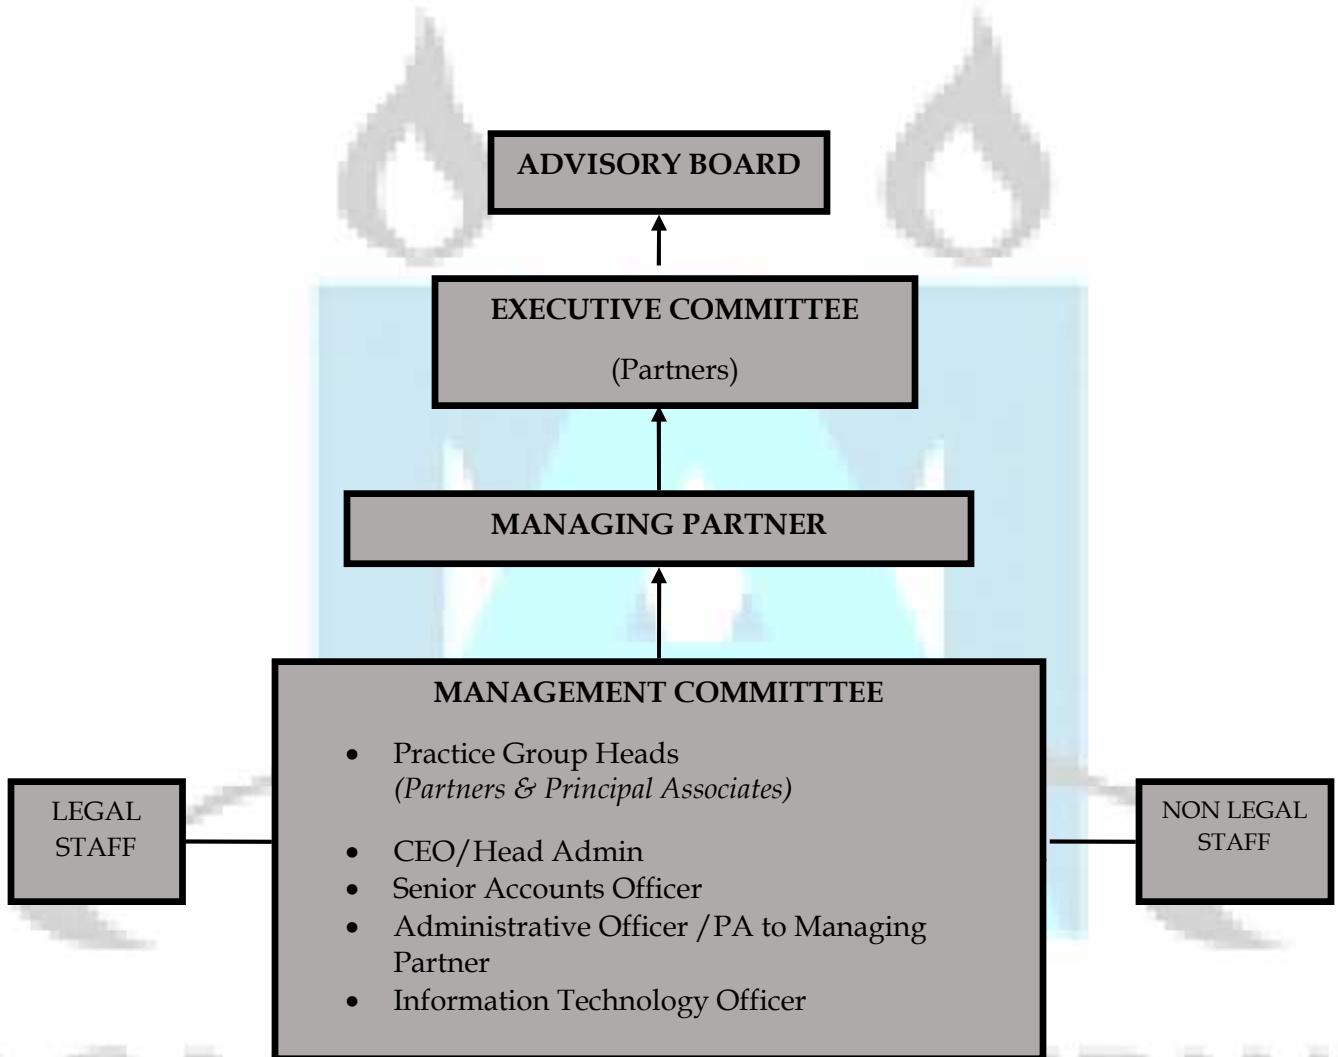 ADVISORY BOARD
EXECUTIVE COMMITTEE
(Partners)
MANAGING PARTNER
MANAGEMENT COMMITTTEE
• Practice Group Heads
(Partners & Principal Associates)
• CEO/Head Admin
• Senior Accounts Officer
• Administrative Officer /PA to Managing
Partner
• Information Technology Officer
LEGAL
STAFF
NON LEGAL
STAFF